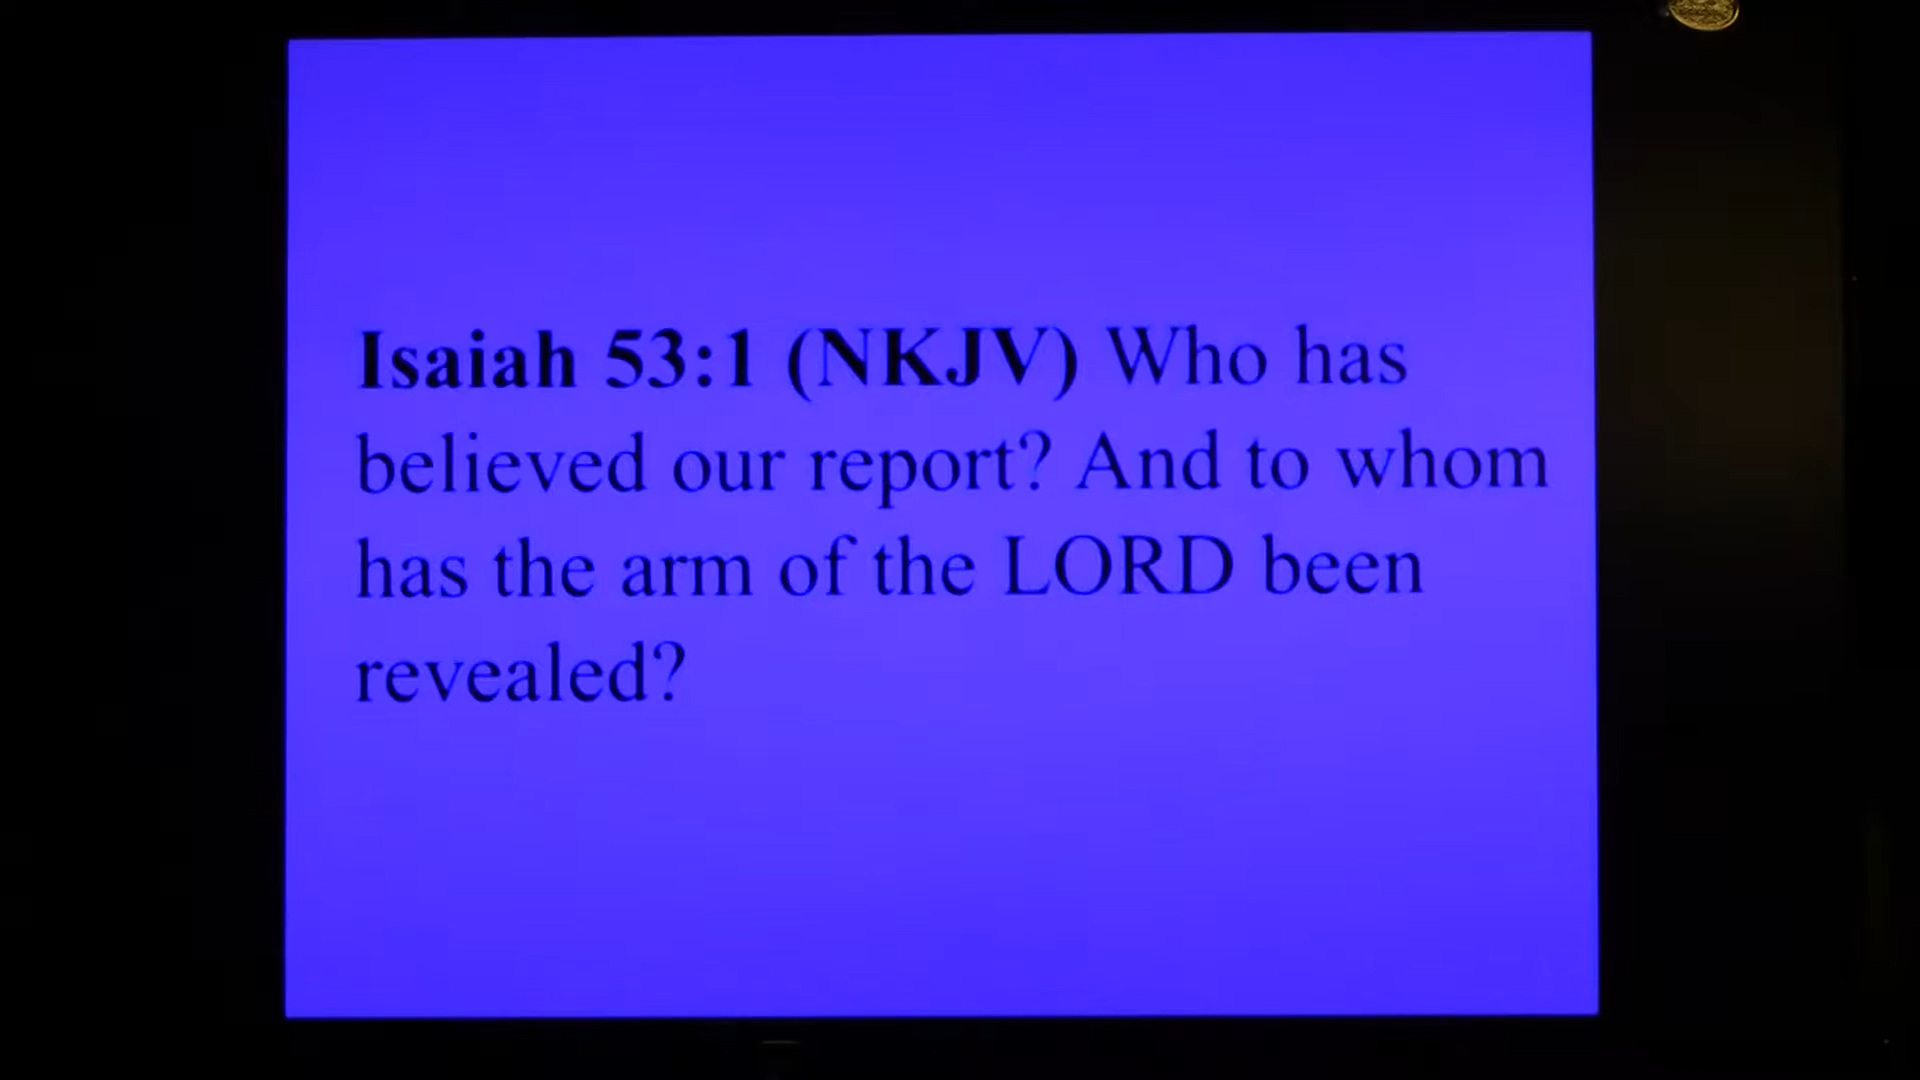 Isaiah 53:1 (NKJV) Who has
believed our report? And to whom
has the arm of the LORD been
revealed?